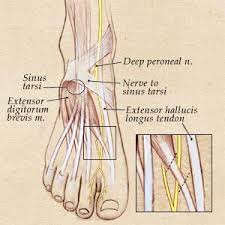 Deep peroneal n.
Sinus
tarsi
Nerve to
sinus tarsi
Extensor
digitorum
brevis m.
Extensor hallucis
longus tendon